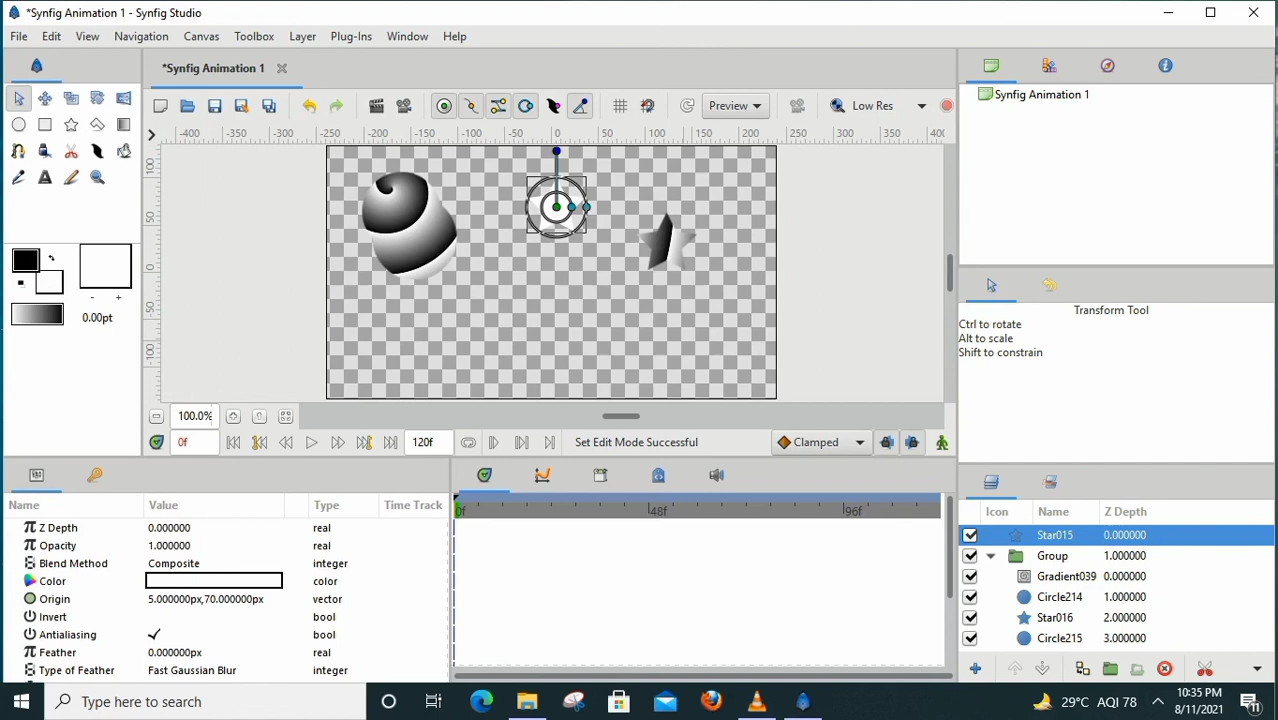 *Synfig Animation 1 - Synfig Studio
File Edit View Navigation Canvas Toolbox Layer Plug-Ins Window Help
*Synfig Animation 1
Preview
Low Res
-400 -350 -300 -250 -200 -150 -100 -50 0 50 100 150 200 250 300 350 400
100
50
0
-50
-100
Synfig Animation 1
Transform Tool
Ctrl to rotate
Alt to scale
Shift to constrain
- +
0.00pt
100.0%
0f
120f
Set Edit Mode Successful
Clamped
Name Value Type Time Track
Z Depth 0.000000 real
Opacity 1.000000 real
Blend Method Composite integer
Color color
Origin 5.000000px,70.000000px vector
Invert bool
Antialiasing bool
Feather 0.000000px real
Type of Feather Fast Gaussian Blur integer
0f 48f 96f
Icon Name Z Depth
Star015 0.000000
Group 1.000000
Gradient039 0.000000
Circle214 1.000000
Star016 2.000000
Circle215 3.000000
Type here to search
29°C AQI 78
10:35 PM
8/11/2021
11